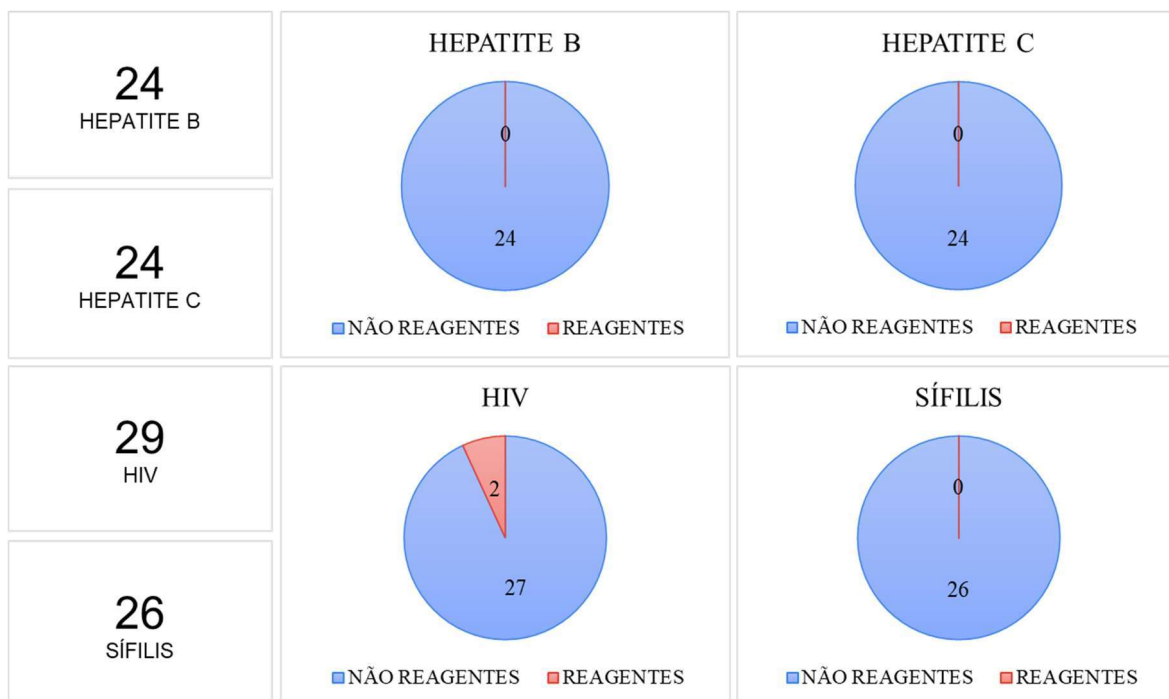 24
HEPATITE B
24
HEPATITE C
29
HIV
26
SÍFILIS
HEPATITE B
0
24
NÃO REAGENTES REAGENTES
HEPATITE C
0
24
NÃO REAGENTES REAGENTES
HIV
2
27
NÃO REAGENTES REAGENTES
SÍFILIS
0
26
NÃO REAGENTES REAGENTES